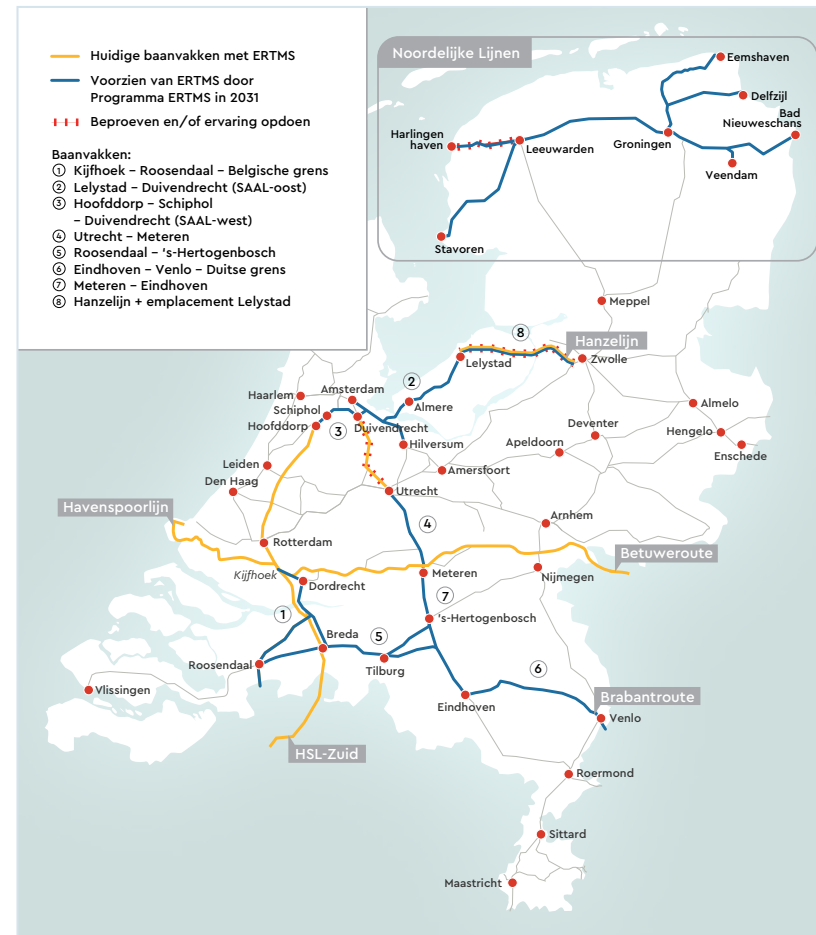 Huidige baanvakken met ERTMS
Voorzien van ERTMS door
Programma ERTMS in 2031
Beproeven en/of ervaring opdoen
Baanvakken:
① Kijfhoek – Roosendaal – Belgische grens
② Lelystad – Duivendrecht (SAAL-oost)
③ Hoofddorp – Schiphol
– Duivendrecht (SAAL-west)
④ Utrecht – Meteren
⑤ Roosendaal – 's-Hertogenbosch
⑥ Eindhoven – Venlo – Duitse grens
⑦ Meteren – Eindhoven
⑧ Hanzelijn + emplacement Lelystad
Noordelijke Lijnen
Eemshaven
Delfzijl
Bad
Nieuweschans
Harlingen
haven
Leeuwarden
Groningen
Veendam
Stavoren
Meppel
8
Hanzelijn
Lelystad
Zwolle
2
Amsterdam
Haarlem
Schiphol
Hoofddorp
3
Duivendrecht
Almere
Hilversum
Almelo
Deventer
Hengelo
Apeldoorn
Enschede
Leiden
Den Haag
Amersfoort
Utrecht
Havenspoorlijn
4
Arnhem
Rotterdam
Betuweroute
Kijfhoek
Dordrecht
Meteren
Nijmegen
7
1
's-Hertogenbosch
Breda
5
Roosendaal
Tilburg
6
Vlissingen
Eindhoven
Brabantroute
Venlo
HSL-Zuid
Roermond
Sittard
Maastricht